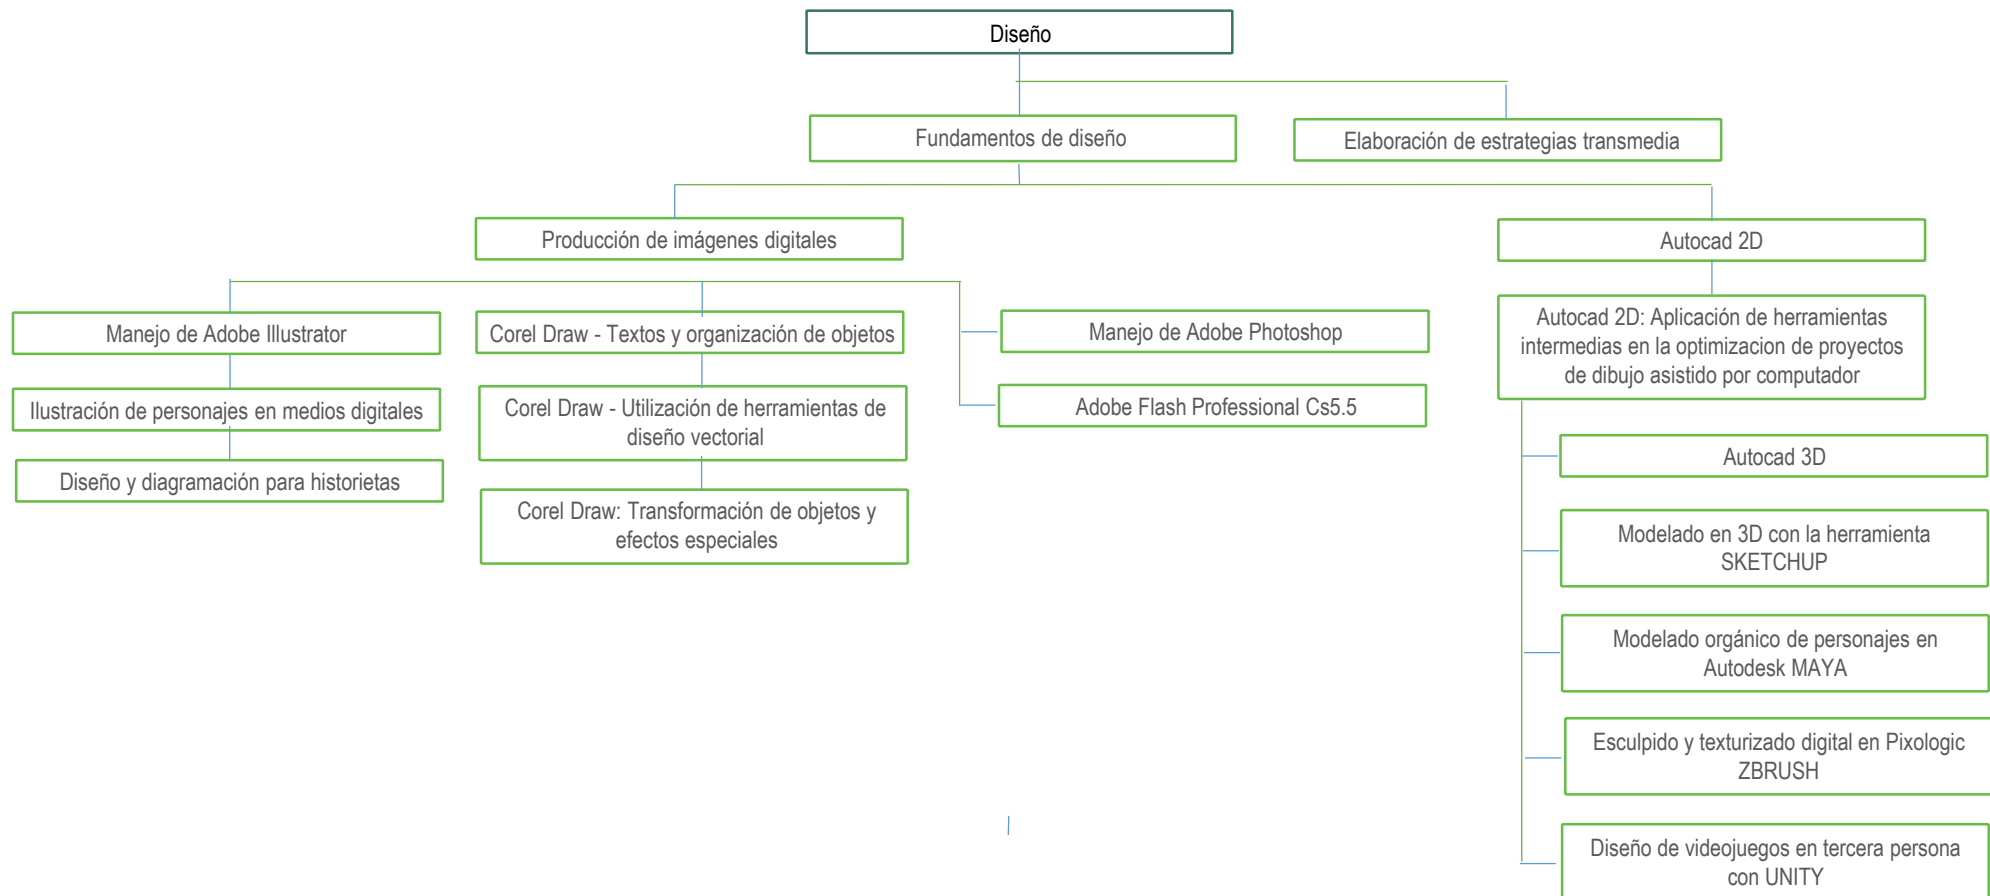 Diseño
Fundamentos de diseño
Elaboración de estrategias transmedia
Producción de imágenes digitales
Autocad 2D
Manejo de Adobe Illustrator
Corel Draw - Textos y organización de objetos
Manejo de Adobe Photoshop
Autocad 2D: Aplicación de herramientas
intermedias en la optimizacion de proyectos
de dibujo asistido por computador
Ilustración de personajes en medios digitales
Corel Draw - Utilización de herramientas de
diseño vectorial
Adobe Flash Professional Cs5.5
Diseño y diagramación para historietas
Corel Draw: Transformación de objetos y
efectos especiales
Autocad 3D
Modelado en 3D con la herramienta
SKETCHUP
Modelado orgánico de personajes en
Autodesk MAYA
Esculpido y texturizado digital en Pixologic
ZBRUSH
Diseño de videojuegos en tercera persona
con UNITY